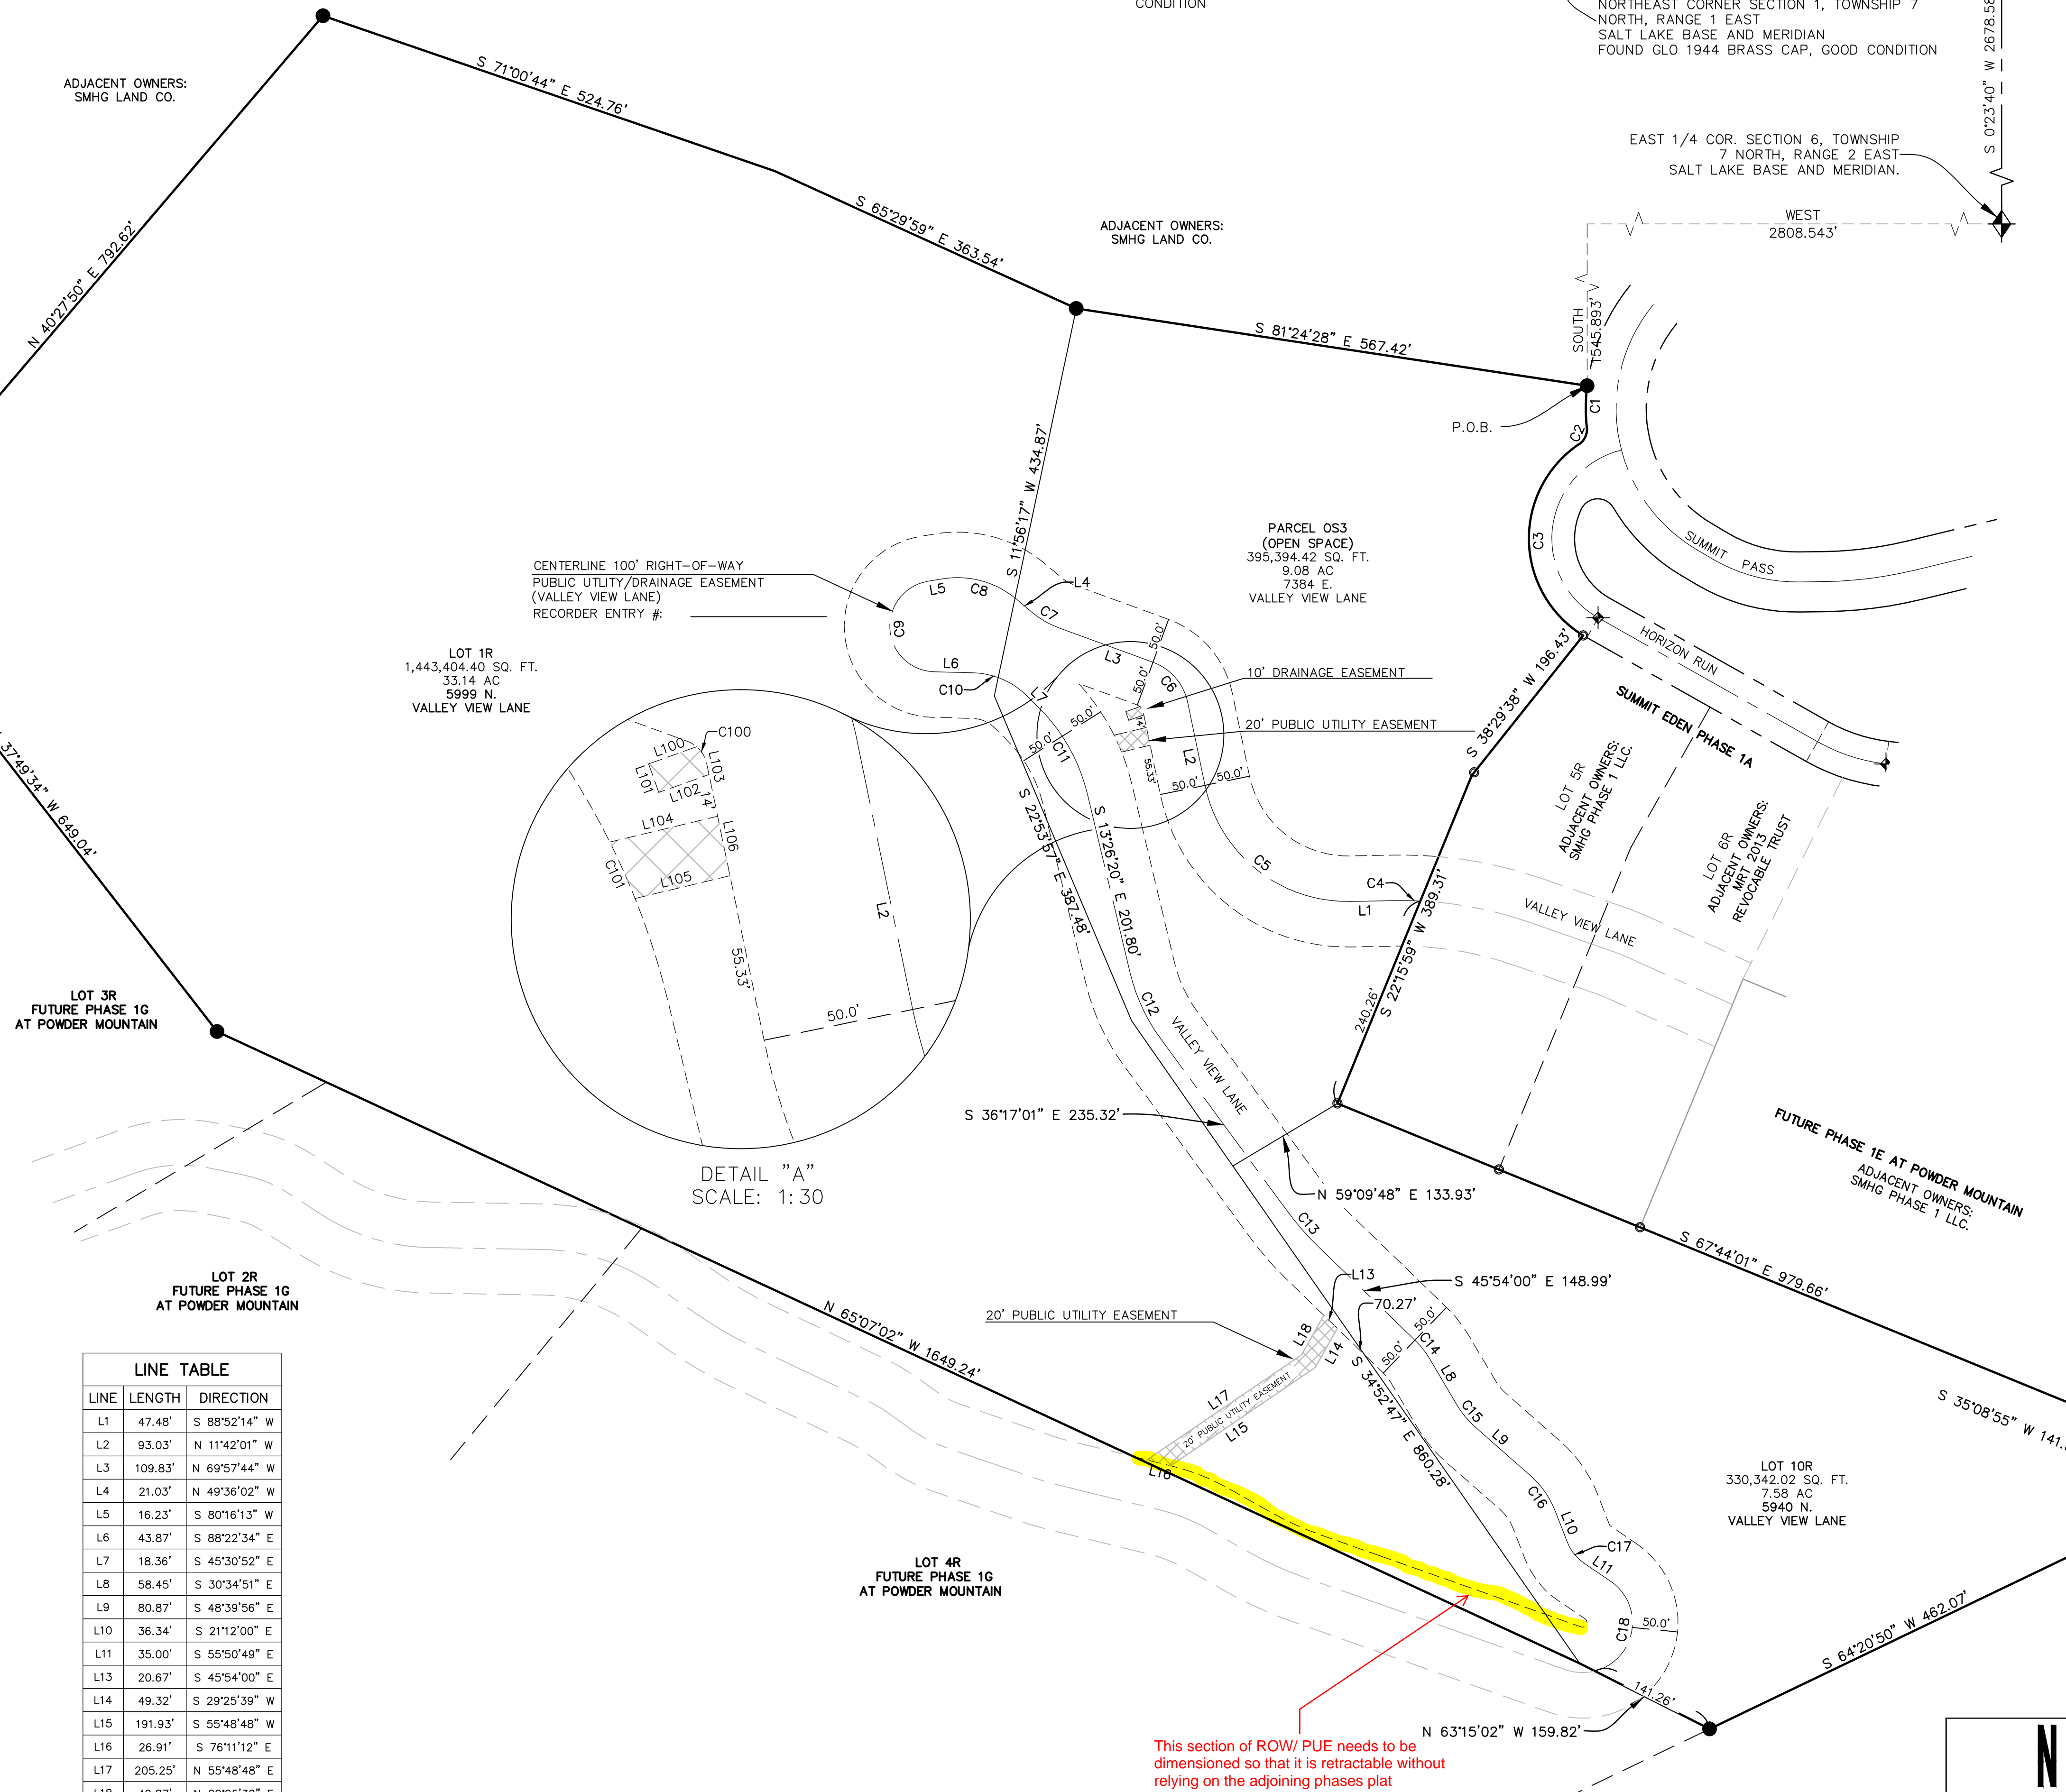 CONDITION
NORTHEAST CORNER SECTION 1, TOWNSHIP 7
NORTH, RANGE 1 EAST
SALT LAKE BASE AND MERIDIAN
FOUND GLO 1944 BRASS CAP, GOOD CONDITION
S 0°23'40" W 2678.58
EAST 1/4 COR. SECTION 6, TOWNSHIP
7 NORTH, RANGE 2 EAST
SALT LAKE BASE AND MERIDIAN.
WEST
2808.543'
SOUTH
1545.893'
ADJACENT OWNERS:
SMHG LAND CO.
S 71°00'44" E 524.76'
N 40°27'50" E 792.62'
S 65°29'59" E 363.54'
ADJACENT OWNERS:
SMHG LAND CO.
S 81°24'28" E 567.42'
P.O.B.
C1
C2
C3
SUMMIT
PASS
HORIZON RUN
SUMMIT EDEN PHASE 1A
S 11°56'17" W 434.87'
PARCEL OS3
(OPEN SPACE)
395,394.42 SQ. FT.
9.08 AC
7384 E.
VALLEY VIEW LANE
CENTERLINE 100' RIGHT-OF-WAY
PUBLIC UTLITY/DRAINAGE EASEMENT
(VALLEY VIEW LANE)
RECORDER ENTRY #:
L5
C8
L4
C7
C9
L6
C10
L7
L3
C6
50.0'
50.0'
50.0'
50.0'
C11
14'
55.33'
L2
50.0'
50.0'
10' DRAINAGE EASEMENT
20' PUBLIC UTILITY EASEMENT
LOT 1R
1,443,404.40 SQ. FT.
33.14 AC
5999 N.
VALLEY VIEW LANE
S 38°29'38" W 196.43'
LOT 5R
ADJACENT OWNERS:
SMHG PHASE 1 LLC.
LOT 6R
ADJACENT OWNERS:
MRT 2013
REVOCABLE TRUST
C5
C4
L1
VALLEY VIEW LANE
S 22°15'59" W 389.31'
240.26'
37°49'34" W 649.04'
C100
L100
L101
L102
L103
14'
L104
L106
L105
C101
L2
55.33'
50.0'
DETAIL "A"
SCALE: 1:30
S 22°53'57" E 387.48'
S 13°26'20" E 201.80'
C12
VALLEY VIEW LANE
S 36°17'01" E 235.32'
N 59°09'48" E 133.93'
LOT 3R
FUTURE PHASE 1G
AT POWDER MOUNTAIN
LOT 2R
FUTURE PHASE 1G
AT POWDER MOUNTAIN
FUTURE PHASE 1E AT POWDER MOUNTAIN
ADJACENT OWNERS:
SMHG PHASE 1 LLC.
S 67°44'01" E 979.66'
C13
L13
S 45°54'00" E 148.99'
70.27'
50.0'
50.0'
C14
L8
C15
L9
C16
L10
C17
L11
C18
50.0'
20' PUBLIC UTILITY EASEMENT
L18
L14
L17
20' PUBLIC UTILITY EASEMENT
L15
L16
N 65°07'02" W 1649.24'
S 34°52'47" E 860.28'
S 35°08'55" W 141.
LOT 10R
330,342.02 SQ. FT.
7.58 AC
5940 N.
VALLEY VIEW LANE
LOT 4R
FUTURE PHASE 1G
AT POWDER MOUNTAIN
S 64°20'50" W 462.07'
141.26'
N 63°15'02" W 159.82'
This section of ROW/ PUE needs to be
dimensioned so that it is retractable without
relying on the adjoining phases plat
N
LINE TABLE
LINE LENGTH DIRECTION
L1 47.48' S 88°52'14" W
L2 93.03' N 11°42'01" W
L3 109.83' N 69°57'44" W
L4 21.03' N 49°36'02" W
L5 16.23' S 80°16'13" W
L6 43.87' S 88°22'34" E
L7 18.36' S 45°30'52" E
L8 58.45' S 30°34'51" E
L9 80.87' S 48°39'56" E
L10 36.34' S 21°12'00" E
L11 35.00' S 55°50'49" E
L13 20.67' S 45°54'00" E
L14 49.32' S 29°25'39" W
L15 191.93' S 55°48'48" W
L16 26.91' S 76°11'12" E
L17 205.25' N 55°48'48" E